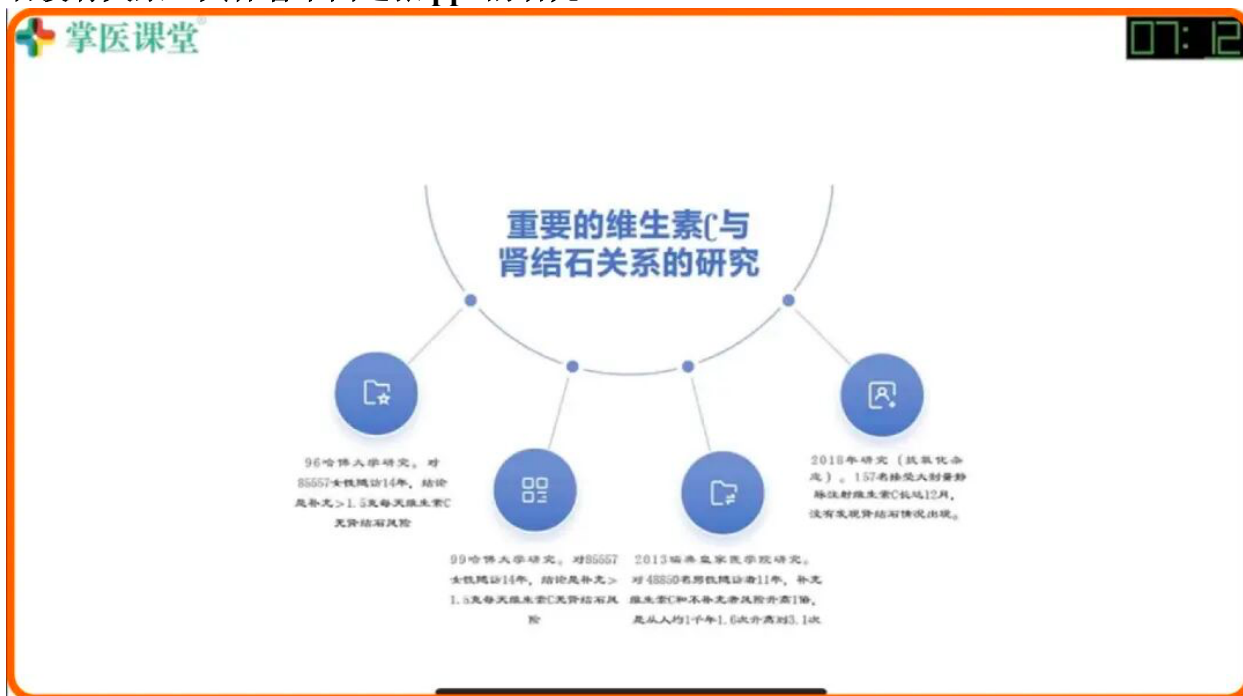 掌医课堂®
07:12
重要的维生素C与
肾结石关系的研究
96哈佛大学研究。对
85557女性随访14年,结论
是补充>1.5克每天维生素C
无肾结石风险
99哈佛大学研究。对85557
女性随访14年,结论是补充>
1.5克每天维生素C无肾结石风
险
2013瑞典皇家医学院研究。
对48850名男性随访者11年,补充
维生素C和不补充者风险升高1倍,
是从人均1千年1.6次升高到3.1次
2018年研究(抗氧化杂
志)。157名接受大剂量静
脉注射维生素C长达12月,
没有发现肾结石情况出现。